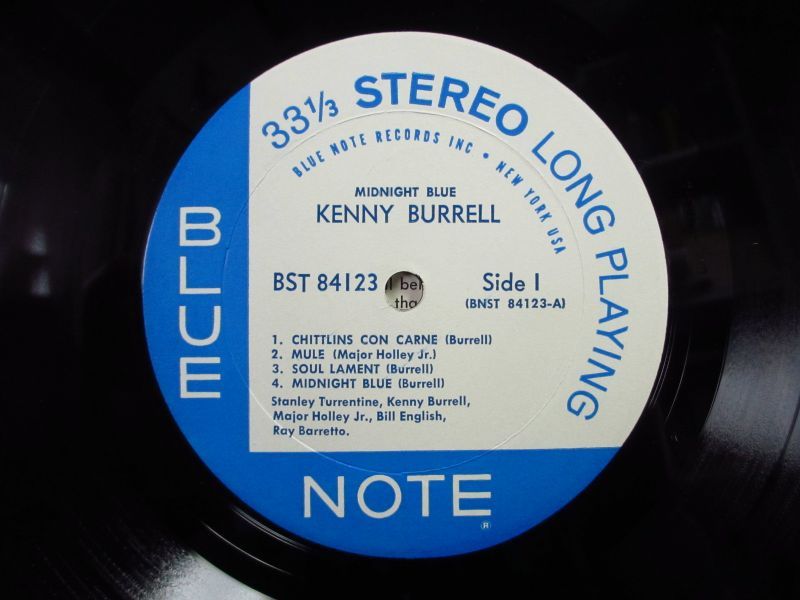 33⅓ STEREO LONG PLAYING
BLUE NOTE RECORDS INC • NEW YORK USA
MIDNIGHT BLUE
KENNY BURRELL
BST 84123
Side 1
(BNST 84123-A)
1. CHITTLINS CON CARNE (Burrell)
2. MULE (Major Holley Jr.)
3. SOUL LAMENT (Burrell)
4. MIDNIGHT BLUE (Burrell)
Stanley Turrentine, Kenny Burrell,
Major Holley Jr., Bill English,
Ray Barretto.
BLUE
NOTE
®